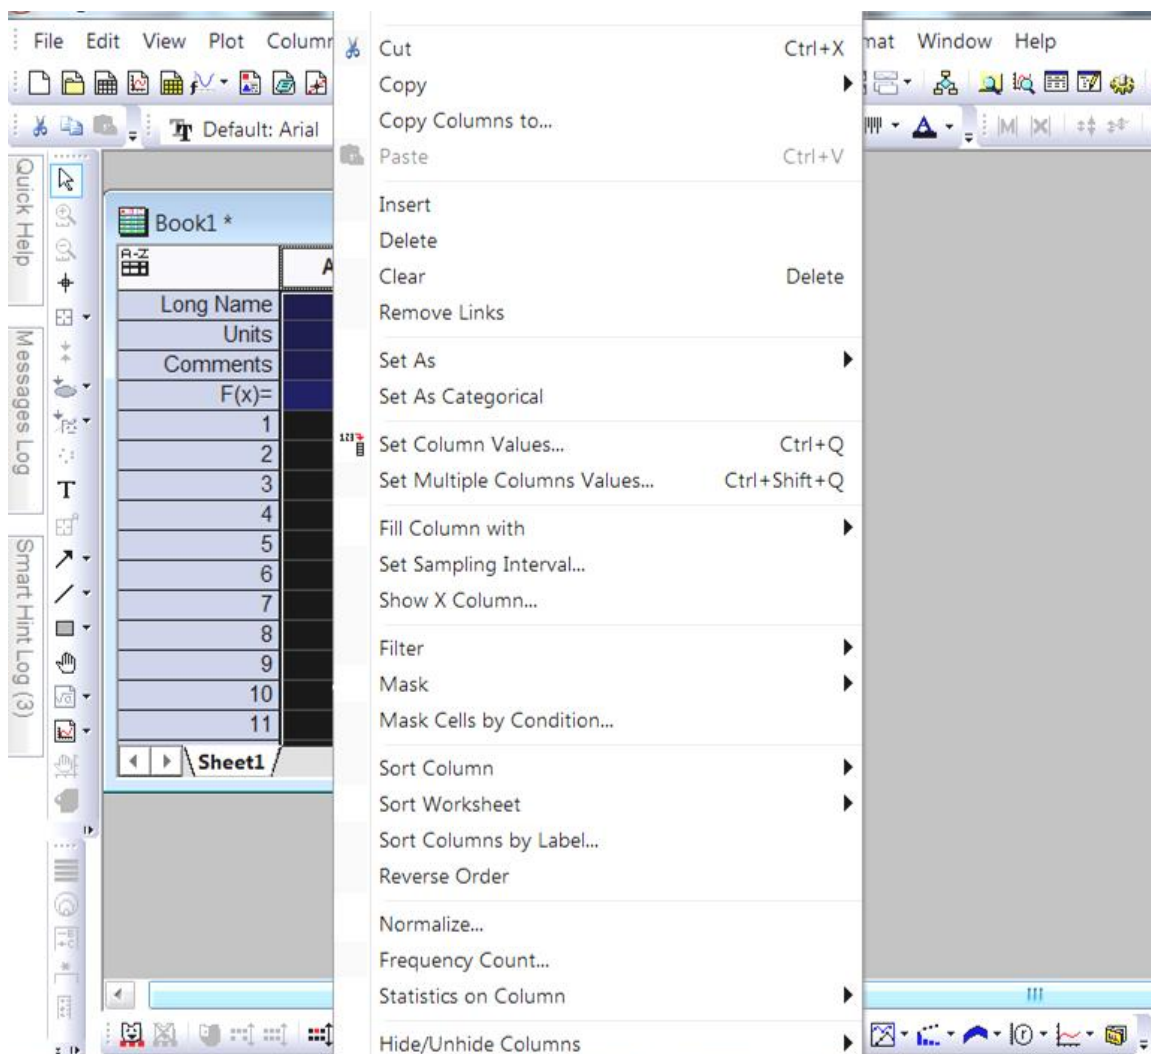 File Edit View Plot Column
mat Window Help
Default: Arial
Quick Help
Messages Log
Smart Hint Log (3)
Book1 *
A
Long Name
Units
Comments
F(x)=
1
2
3
4
5
6
7
8
9
10
11
Sheet1
Cut Ctrl+X
Copy
Copy Columns to...
Paste Ctrl+V
Insert
Delete
Clear Delete
Remove Links
Set As
Set As Categorical
Set Column Values... Ctrl+Q
Set Multiple Columns Values... Ctrl+Shift+Q
Fill Column with
Set Sampling Interval...
Show X Column...
Filter
Mask
Mask Cells by Condition...
Sort Column
Sort Worksheet
Sort Columns by Label...
Reverse Order
Normalize...
Frequency Count...
Statistics on Column
Hide/Unhide Columns